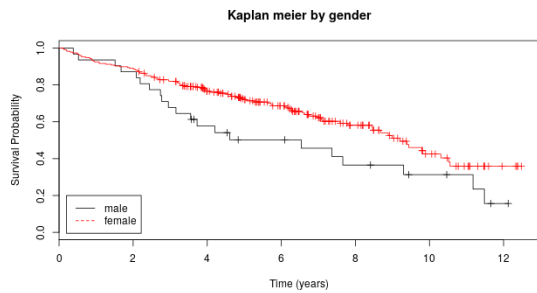 Kaplan meier by gender
Survival Probability
1.0
0.8
0.6
0.4
0.2
0.0
male
female
0 2 4 6 8 10 12
Time (years)